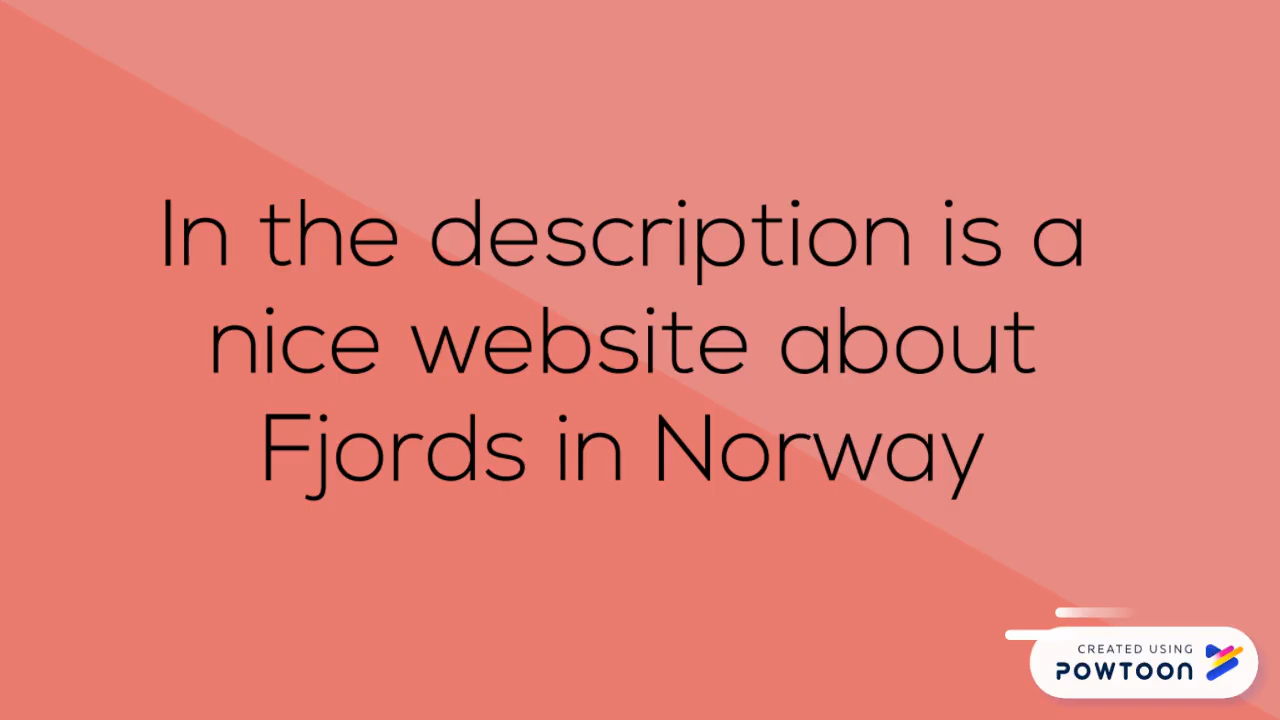 In the description is a
nice website about
Fjords in Norway
CREATED USING
POWTOON